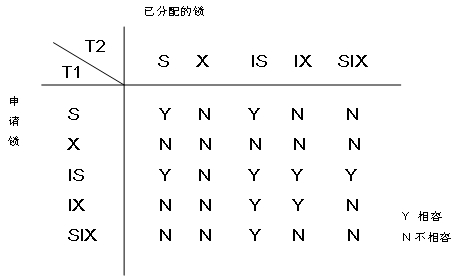 已分配的锁
T2
T1
S X IS IX SIX
申请锁
S Y N Y N N
X N N N N N
IS Y N Y Y Y
IX N N Y Y N
SIX N N Y N N
Y 相容
N 不相容